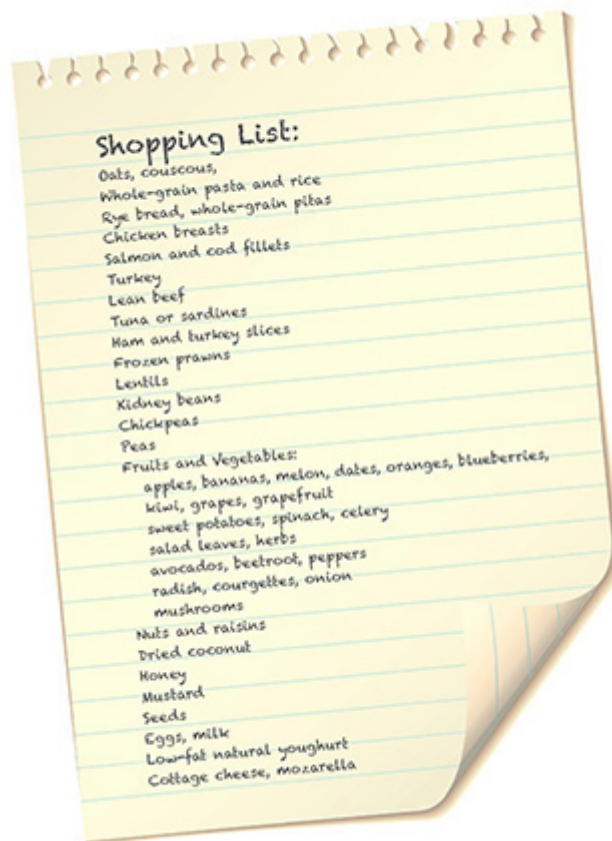 Shopping List:
Oats, couscous,
Whole-grain pasta and rice
Rye bread, whole-grain pitas
Chicken breasts
Salmon and cod fillets
Turkey
Lean beef
Tuna or sardines
Ham and turkey slices
Frozen prawns
Lentils
Kidney beans
Chickpeas
Peas
Fruits and Vegetables:
apples, bananas, melon, dates, oranges, blueberries,
kiwi, grapes, grapefruit
sweet potatoes, spinach, celery
salad leaves, herbs
avocados, beetroot, peppers
radish, courgettes, onion
mushrooms
Nuts and raisins
Dried coconut
Honey
Mustard
Seeds
Eggs, milk
Low-fat natural youghurt
Cottage cheese, mozarella